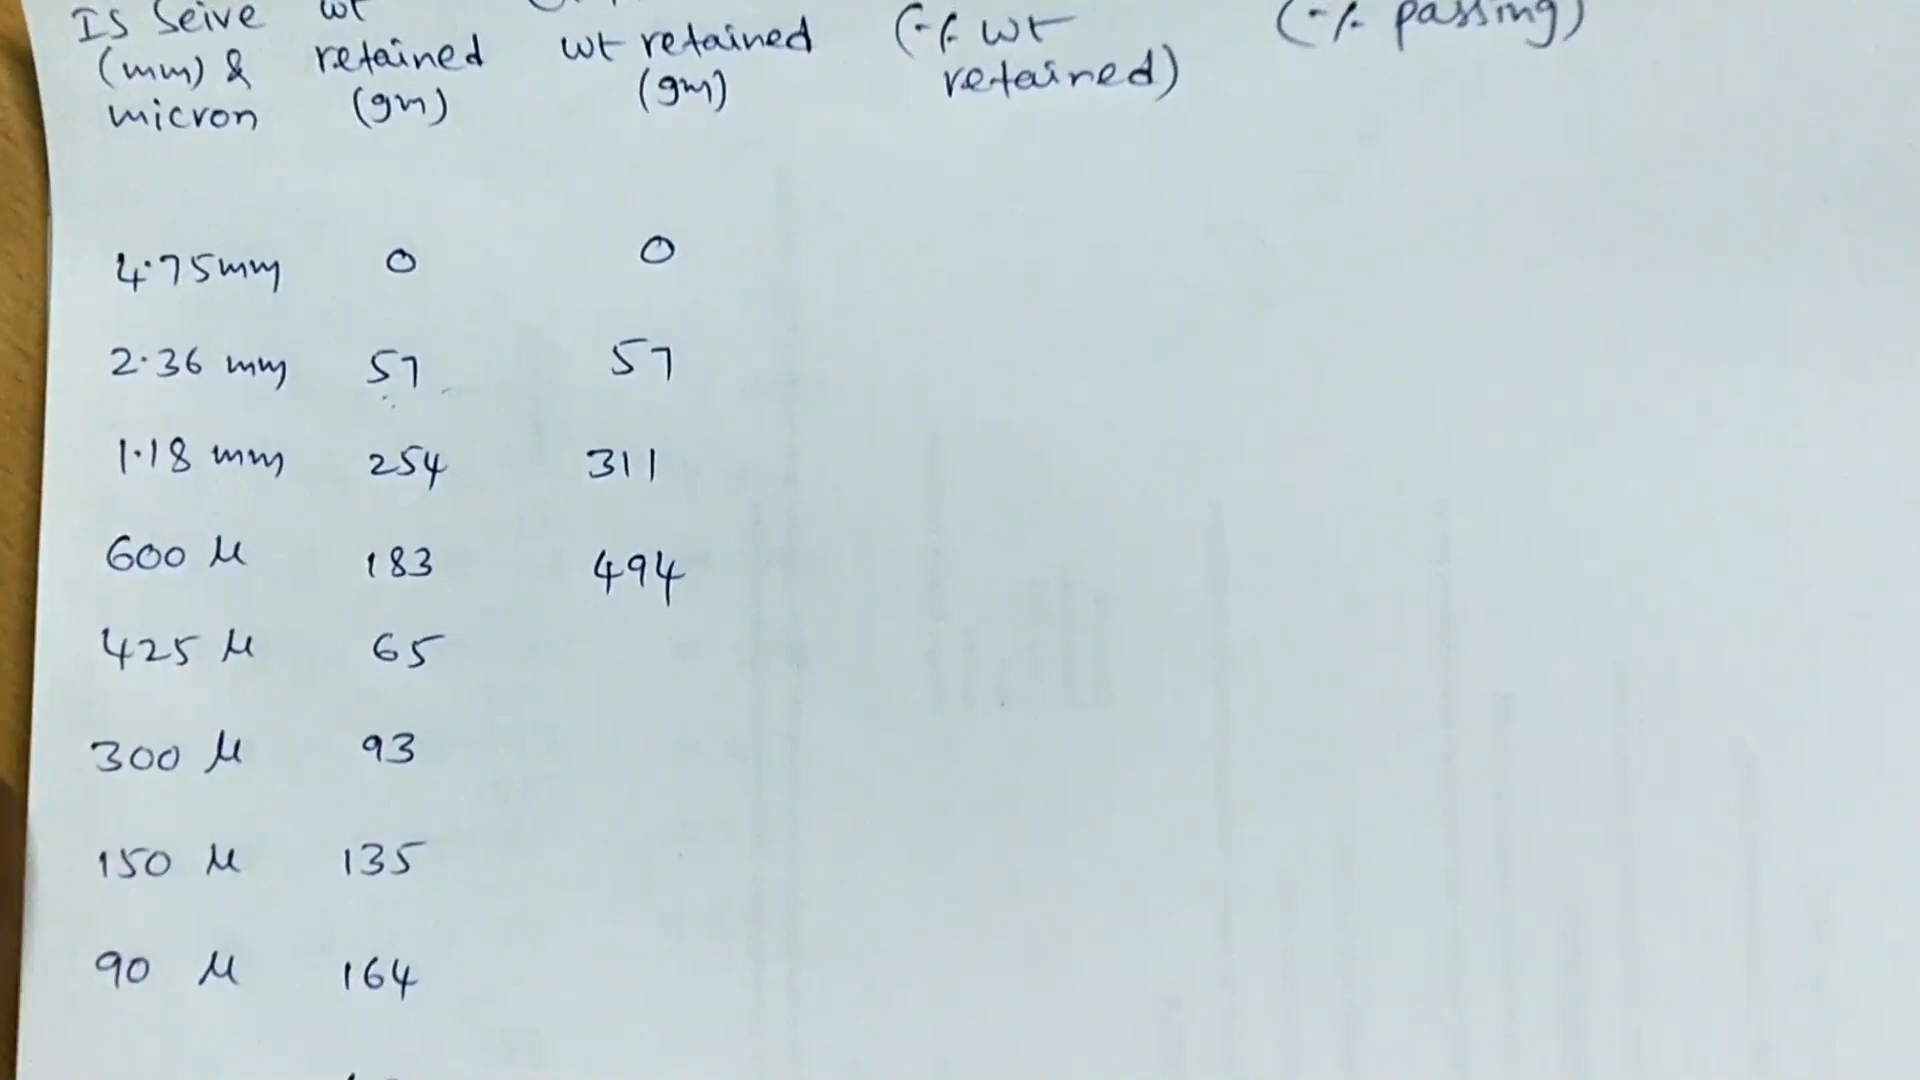 IS Seive wt
(mm) & retained wt retained (-/. wt (-/. passing)
micron (gm) (gm) retained)
4.75mm 0 0
2.36 mm 57 57
1.18 mm 254 311
600 μ 183 494
425 μ 65
300 μ 93
150 μ 135
90 μ 164